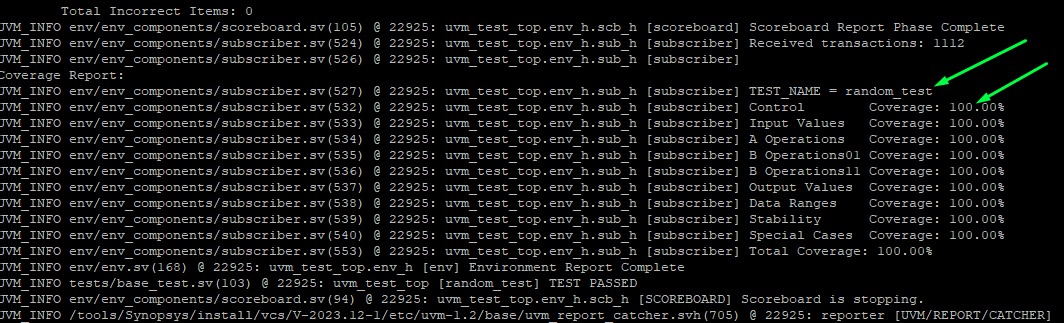 Total Incorrect Items: 0
UVM_INFO env/env_components/scoreboard.sv(105) @ 22925: uvm_test_top.env_h.scb_h [scoreboard] Scoreboard Report Phase Complete
UVM_INFO env/env_components/subscriber.sv(524) @ 22925: uvm_test_top.env_h.sub_h [subscriber] Received transactions: 1112
UVM_INFO env/env_components/subscriber.sv(526) @ 22925: uvm_test_top.env_h.sub_h [subscriber]
Coverage Report:
UVM_INFO env/env_components/subscriber.sv(527) @ 22925: uvm_test_top.env_h.sub_h [subscriber] TEST_NAME = random_test
UVM_INFO env/env_components/subscriber.sv(532) @ 22925: uvm_test_top.env_h.sub_h [subscriber] Control Coverage: 100.00%
UVM_INFO env/env_components/subscriber.sv(533) @ 22925: uvm_test_top.env_h.sub_h [subscriber] Input Values Coverage: 100.00%
UVM_INFO env/env_components/subscriber.sv(534) @ 22925: uvm_test_top.env_h.sub_h [subscriber] A Operations Coverage: 100.00%
UVM_INFO env/env_components/subscriber.sv(535) @ 22925: uvm_test_top.env_h.sub_h [subscriber] B Operations01 Coverage: 100.00%
UVM_INFO env/env_components/subscriber.sv(536) @ 22925: uvm_test_top.env_h.sub_h [subscriber] B Operations11 Coverage: 100.00%
UVM_INFO env/env_components/subscriber.sv(537) @ 22925: uvm_test_top.env_h.sub_h [subscriber] Output Values Coverage: 100.00%
UVM_INFO env/env_components/subscriber.sv(538) @ 22925: uvm_test_top.env_h.sub_h [subscriber] Data Ranges Coverage: 100.00%
UVM_INFO env/env_components/subscriber.sv(539) @ 22925: uvm_test_top.env_h.sub_h [subscriber] Stability Coverage: 100.00%
UVM_INFO env/env_components/subscriber.sv(540) @ 22925: uvm_test_top.env_h.sub_h [subscriber] Special Cases Coverage: 100.00%
UVM_INFO env/env_components/subscriber.sv(553) @ 22925: uvm_test_top.env_h.sub_h [subscriber] Total Coverage: 100.00%
UVM_INFO env/env.sv(168) @ 22925: uvm_test_top.env_h [env] Environment Report Complete
UVM_INFO tests/base_test.sv(103) @ 22925: uvm_test_top [random_test] TEST PASSED
UVM_INFO env/env_components/scoreboard.sv(94) @ 22925: uvm_test_top.env_h.scb_h [SCOREBOARD] Scoreboard is stopping.
UVM_INFO /tools/Synopsys/install/vcs/V-2023.12-1/etc/uvm-1.2/base/uvm_report_catcher.svh(705) @ 22925: reporter [UVM/REPORT/CATCHER]